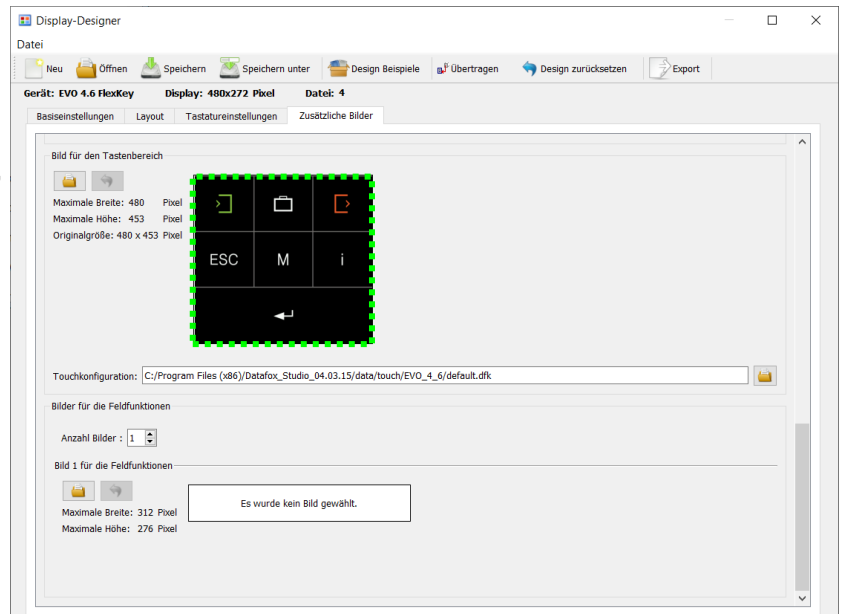 Display-Designer
Datei
Neu Öffnen Speichern Speichern unter Design Beispiele Übertragen Design zurücksetzen Export
Gerät: EVO 4.6 FlexKey Display: 480x272 Pixel Datei: 4
Basiseinstellungen Layout Tastatureinstellungen Zusätzliche Bilder
Bild für den Tastenbereich
Maximale Breite: 480 Pixel
Maximale Höhe: 453 Pixel
Originalgröße: 480 x 453 Pixel
ESC M i
Touchkonfiguration: C:/Program Files (x86)/Datafox_Studio_04.03.15/data/touch/EVO_4_6/default.dfk
Bilder für die Feldfunktionen
Anzahl Bilder : 1
Bild 1 für die Feldfunktionen
Es wurde kein Bild gewählt.
Maximale Breite: 312 Pixel
Maximale Höhe: 276 Pixel